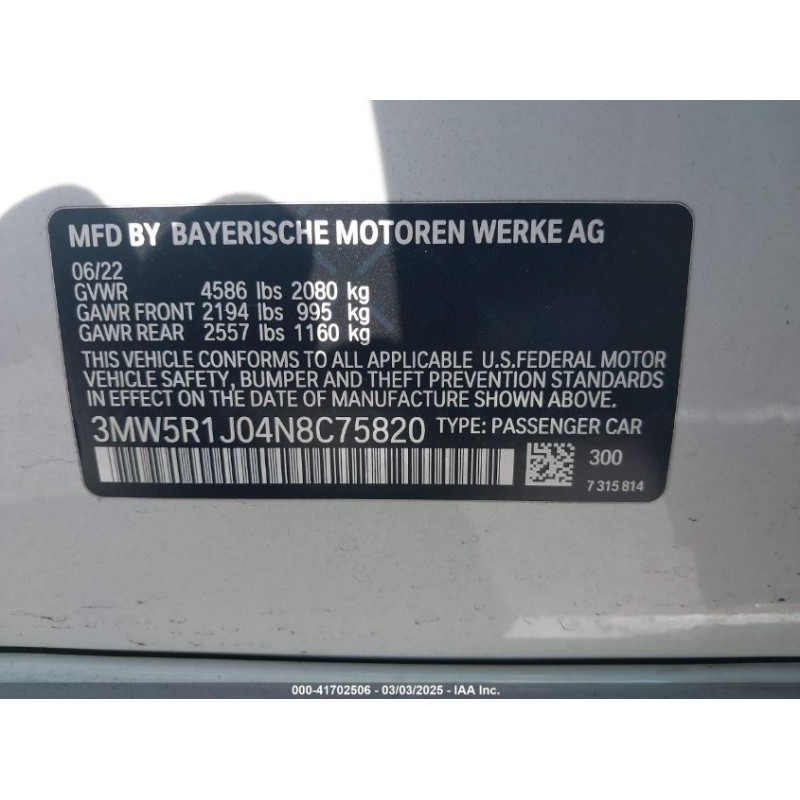 MFD BY BAYERISCHE MOTOREN WERKE AG
06/22
GVWR 4586 lbs 2080 kg
GAWR FRONT 2194 lbs 995 kg
GAWR REAR 2557 lbs 1160 kg
THIS VEHICLE CONFORMS TO ALL APPLICABLE U.S.FEDERAL MOTOR
VEHICLE SAFETY, BUMPER AND THEFT PREVENTION STANDARDS
IN EFFECT ON THE DATE OF MANUFACTURE SHOWN ABOVE.
3MW5R1J04N8C75820 TYPE: PASSENGER CAR
300
7 315 814
000-41702506 - 03/03/2025 - IAA Inc.